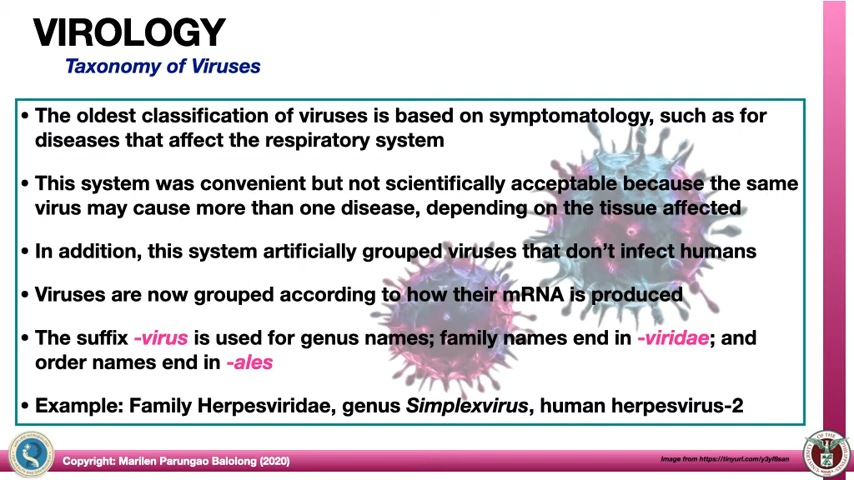 VIROLOGY
Taxonomy of Viruses
• The oldest classification of viruses is based on symptomatology, such as for
diseases that affect the respiratory system
• This system was convenient but not scientifically acceptable because the same
virus may cause more than one disease, depending on the tissue affected
• In addition, this system artificially grouped viruses that don't infect humans
• Viruses are now grouped according to how their mRNA is produced
• The suffix -virus is used for genus names; family names end in -viridae; and
order names end in -ales
• Example: Family Herpesviridae, genus Simplexvirus, human herpesvirus-2
Copyright: Marilen Parungao Balolong (2020)
Image from